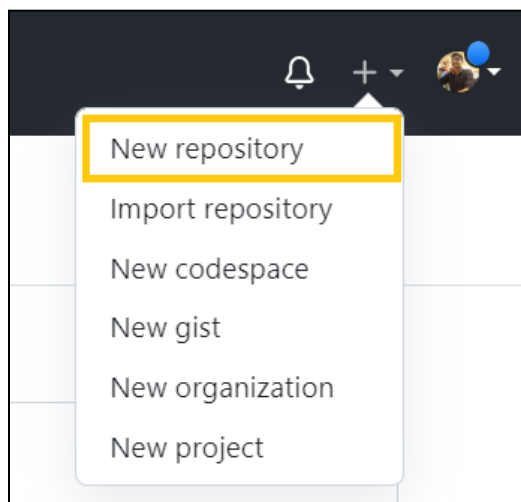 New repository
Import repository
New codespace
New gist
New organization
New project